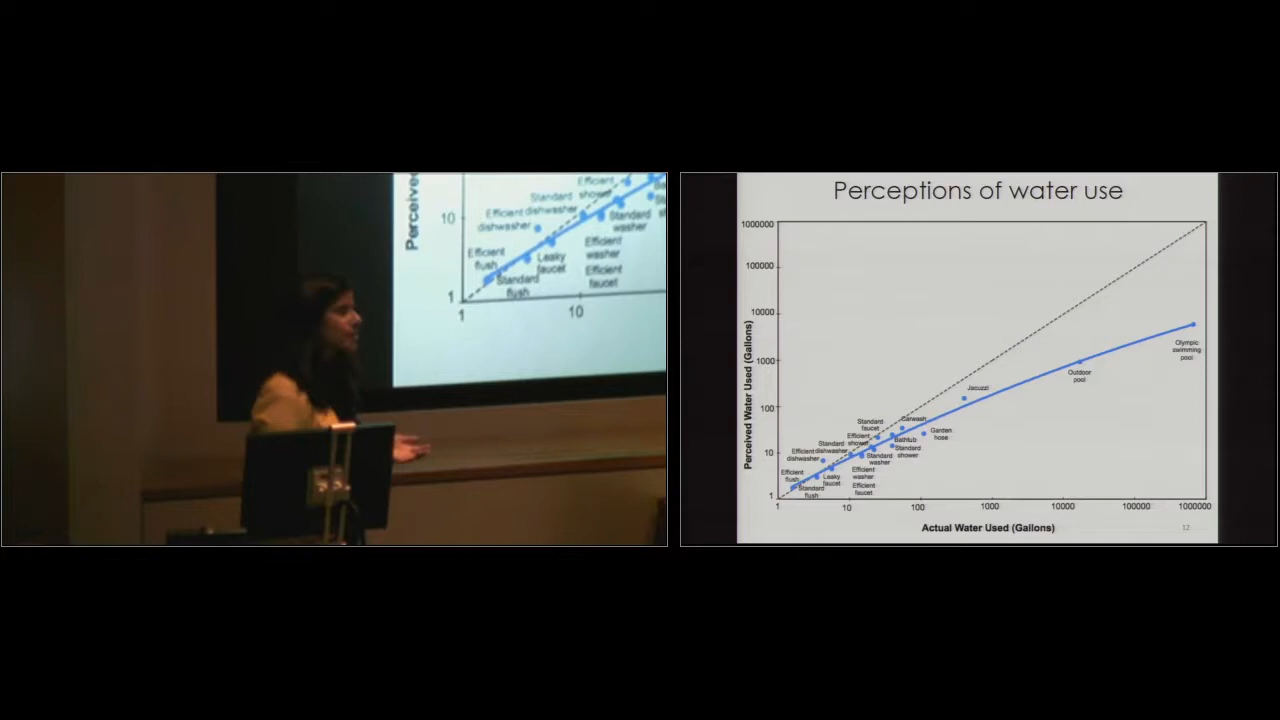 Perceived
10
1
1
10
Efficient
shower
Standard
dishwasher
Efficient
dishwasher
Standard
washer
Efficient
flush
Leaky
faucet
Efficient
washer
Standard
flush
Efficient
faucet
Perceptions of water use
1000000
100000
10000
1000
100
10
1
Perceived Water Used (Gallons)
Olympic
swimming
pool
Outdoor
pool
Jacuzzi
Carwash
Standard
faucet
Garden
hose
Efficient
shower
Bathtub
Standard
dishwasher
Standard
shower
Efficient
dishwasher
Standard
washer
Efficient
flush
Leaky
faucet
Efficient
washer
Standard
flush
Efficient
faucet
1
10
100
1000
10000
100000
1000000
Actual Water Used (Gallons)
12